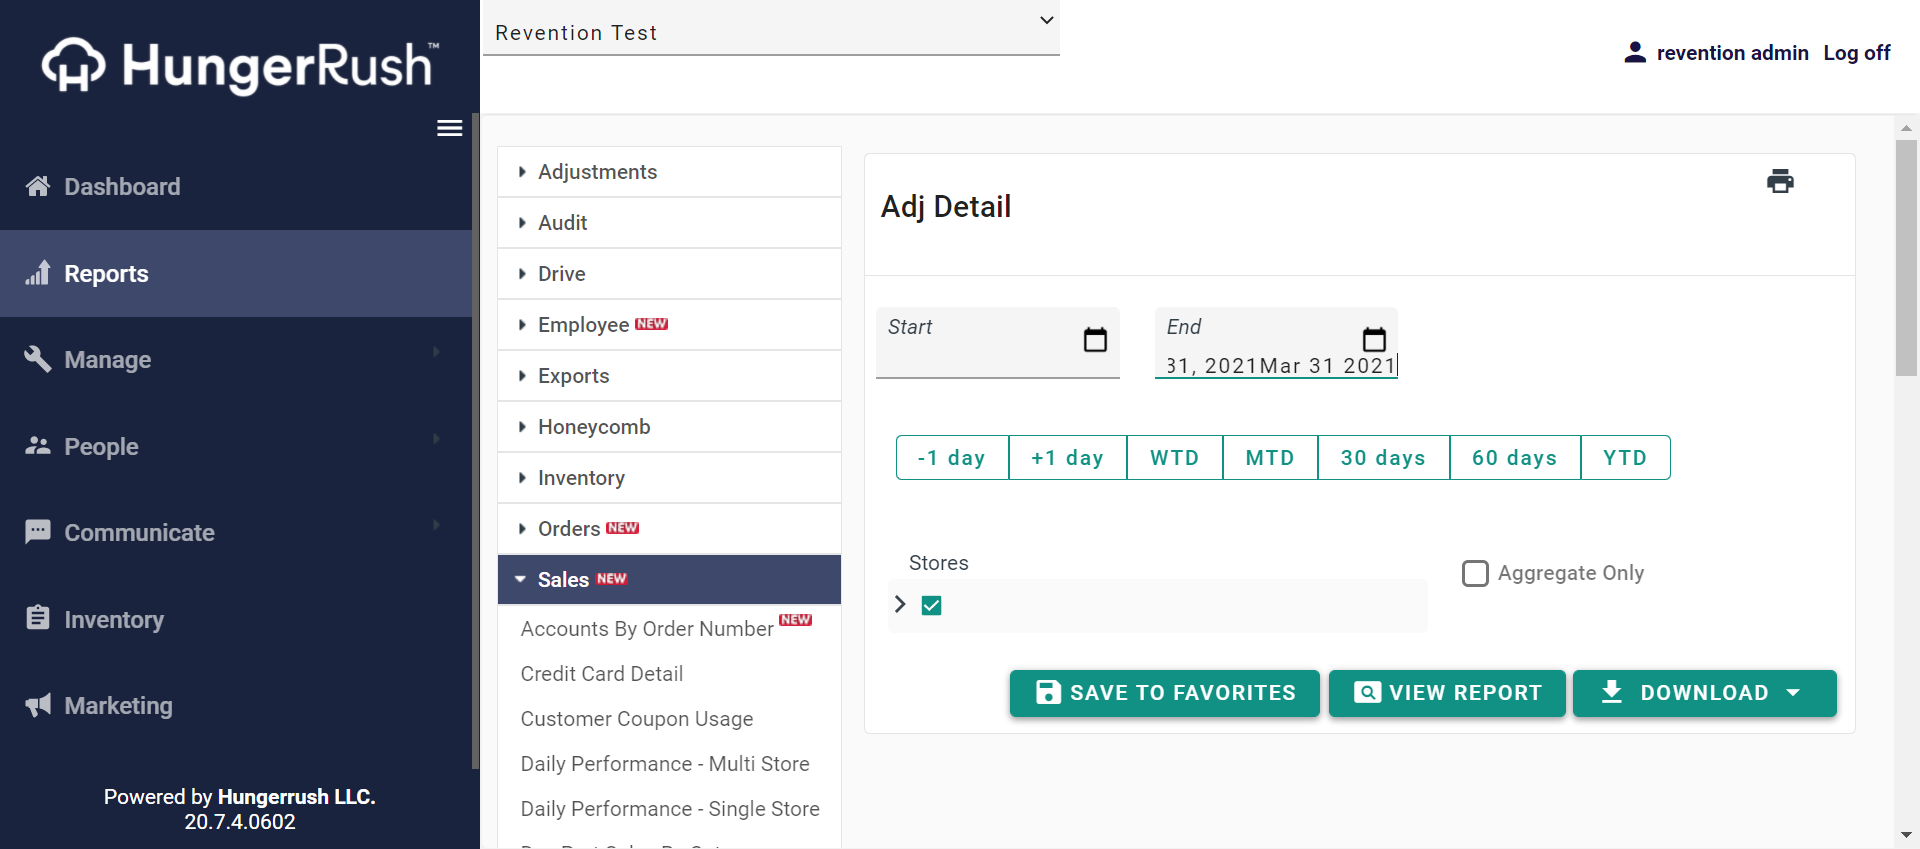 HungerRush™
Revention Test
revention admin Log off
Dashboard
Reports
Manage
People
Communicate
Inventory
Marketing
Powered by Hungerrush LLC.
20.7.4.0602
Adjustments
Audit
Drive
Employee NEW
Exports
Honeycomb
Inventory
Orders NEW
Sales NEW
Accounts By Order Number NEW
Credit Card Detail
Customer Coupon Usage
Daily Performance - Multi Store
Daily Performance - Single Store
Adj Detail
Start
End
31, 2021Mar 31 2021
-1 day +1 day WTD MTD 30 days 60 days YTD
Stores
Aggregate Only
SAVE TO FAVORITES VIEW REPORT DOWNLOAD